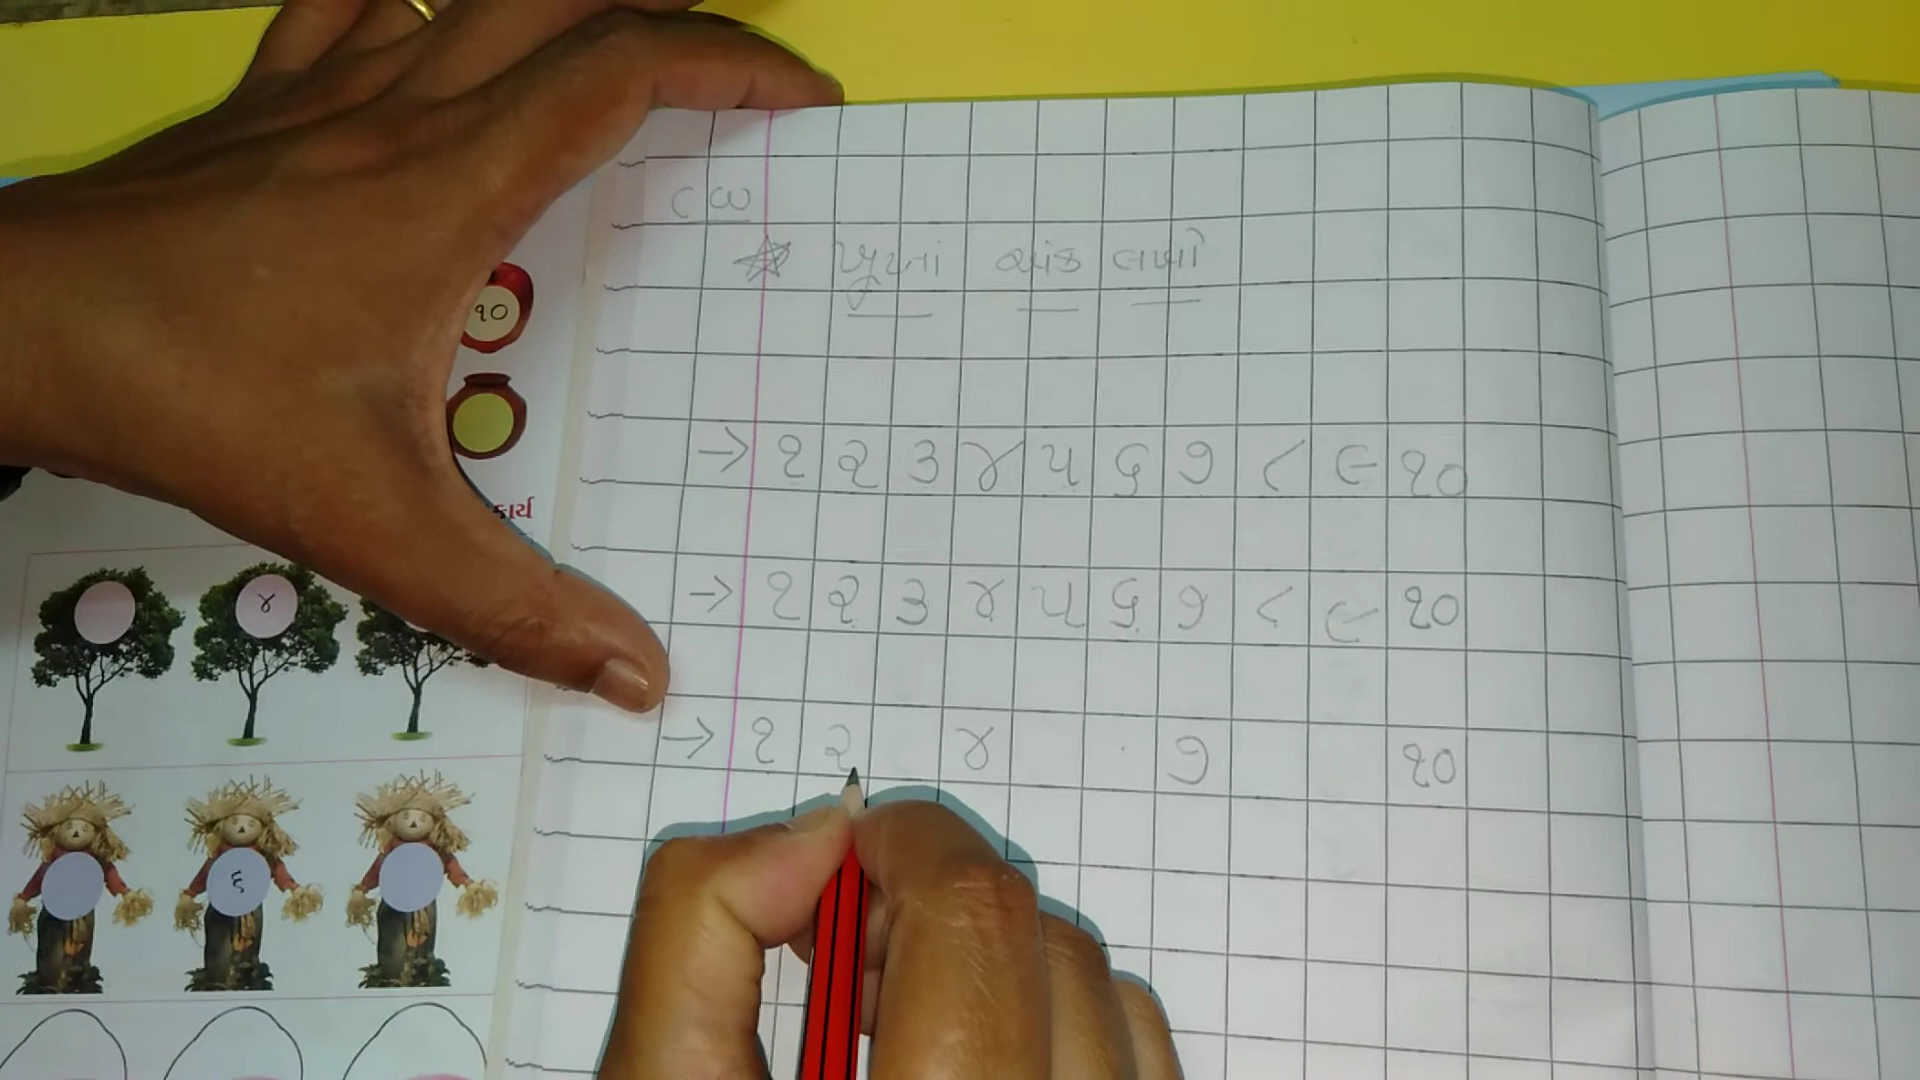 cw
ખૂટતાં અંક લખો
→ ૧ ૨ ૩ ૪ ૫ ૬ ૭ ૮ ૯ ૧૦
→ ૧ ૨ ૩ ૪ ૫ ૬ ૭ ૮ ૯ ૧૦
→ ૧ ૨ ૪ ૭ ૧૦
૧૦
૪
૬